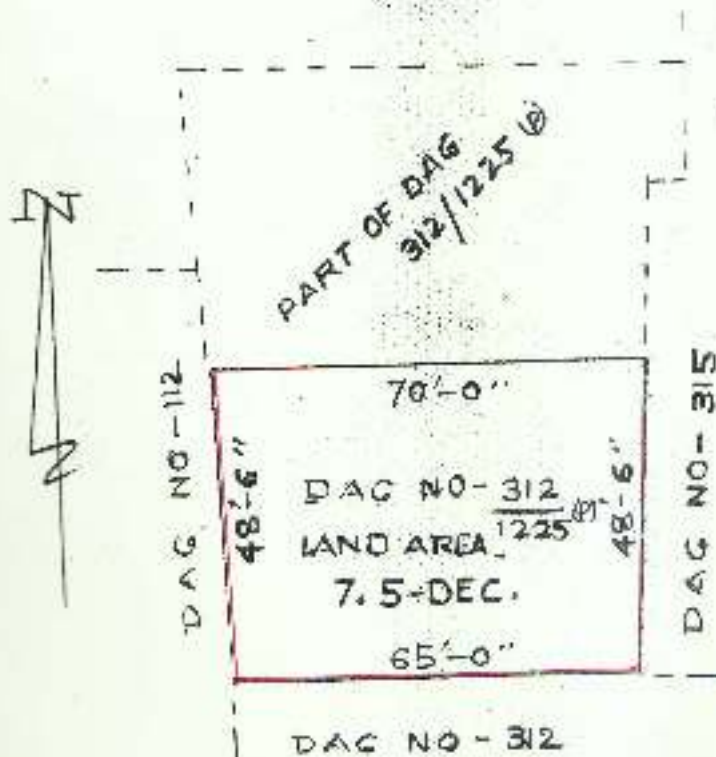 N
PART OF DAG
312/1225 (P)
DAG NO-112
48'-6"
70'-0"
DAG NO- 312/1225 (P)
LAND AREA.
7.5-DEC.
65'-0"
48'-6"
DAG NO- 315
DAG NO - 312